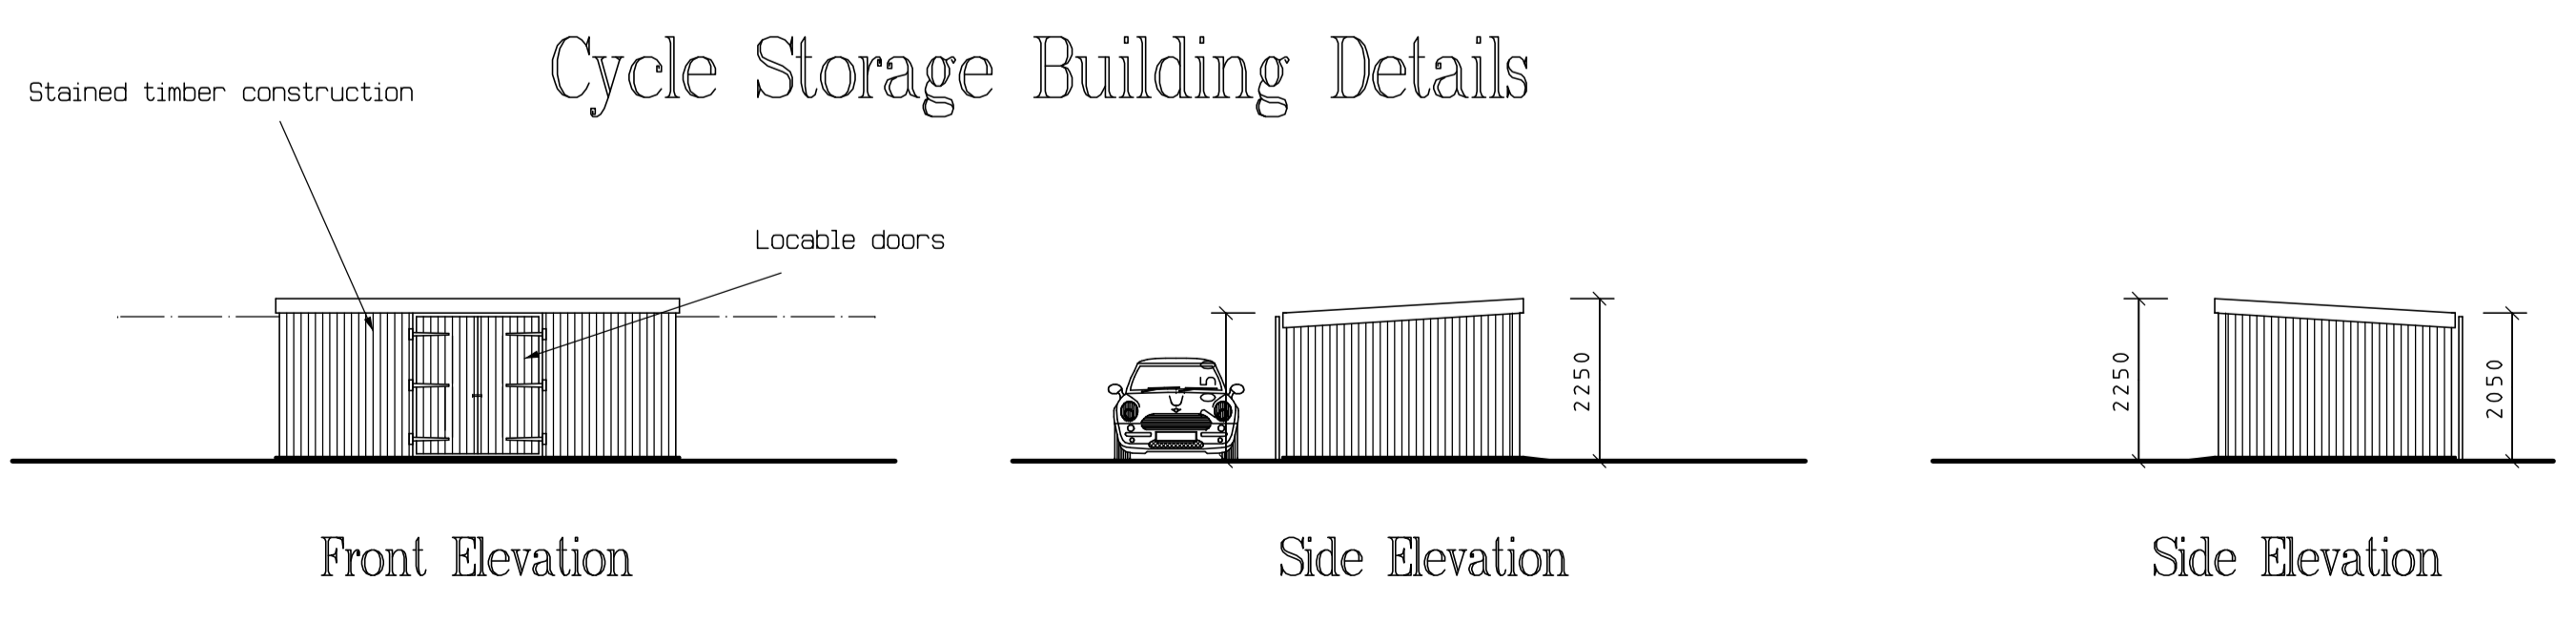 Cycle Storage Building Details
Stained timber construction
Locable doors
2250
2250
2050
Front Elevation
Side Elevation
Side Elevation